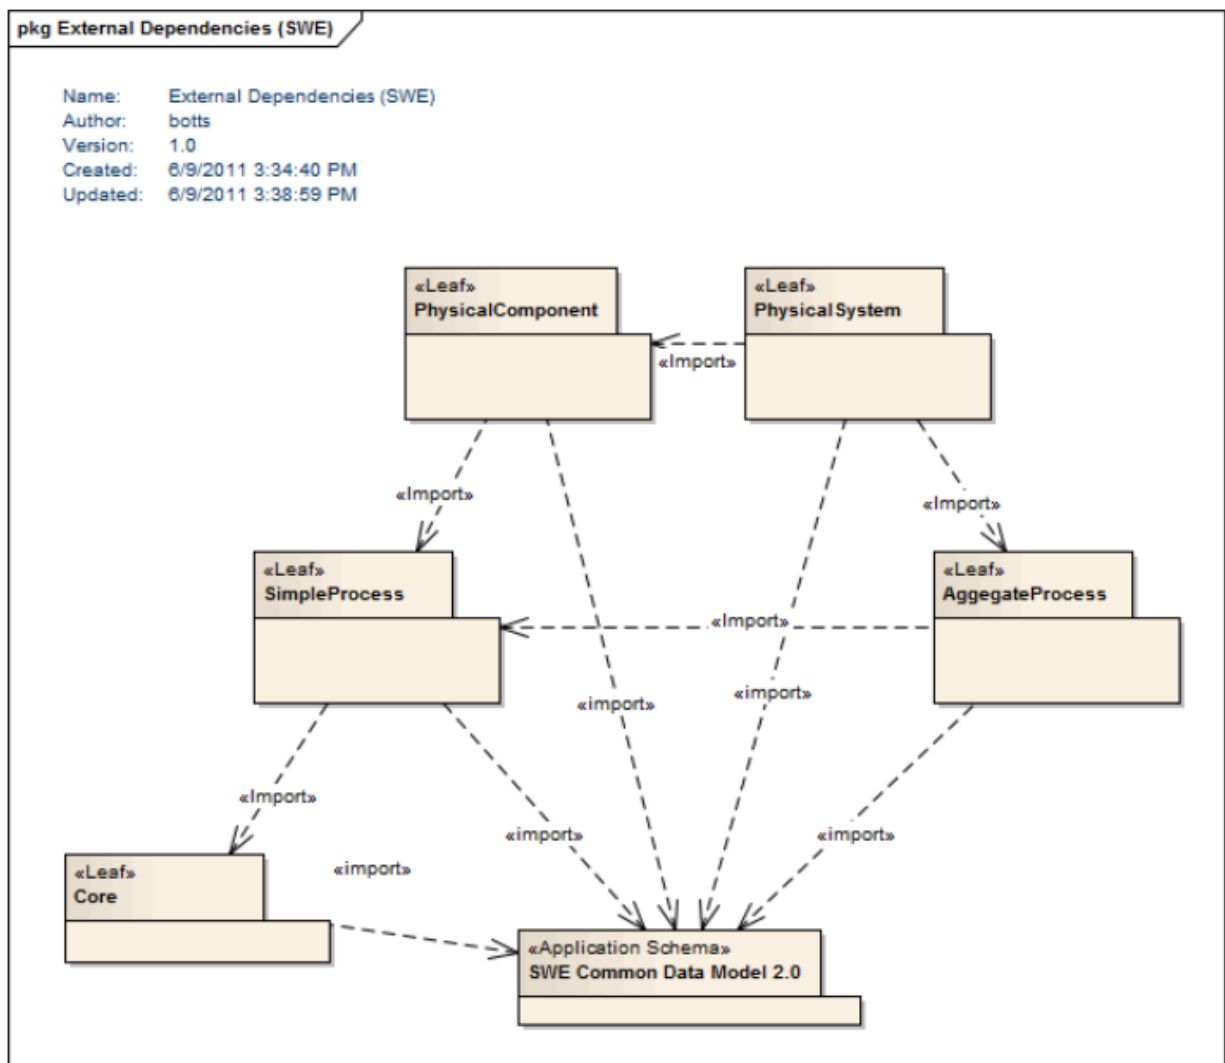 pkg External Dependencies (SWE)
Name: External Dependencies (SWE)
Author: botts
Version: 1.0
Created: 6/9/2011 3:34:40 PM
Updated: 6/9/2011 3:38:59 PM
«Leaf»
PhysicalComponent
«Leaf»
PhysicalSystem
«Import»
«Import»
«Import»
«Leaf»
SimpleProcess
«Leaf»
AggegateProcess
«Import»
«import»
«import»
«Import»
«import»
«import»
«import»
«Leaf»
Core
«Application Schema»
SWE Common Data Model 2.0